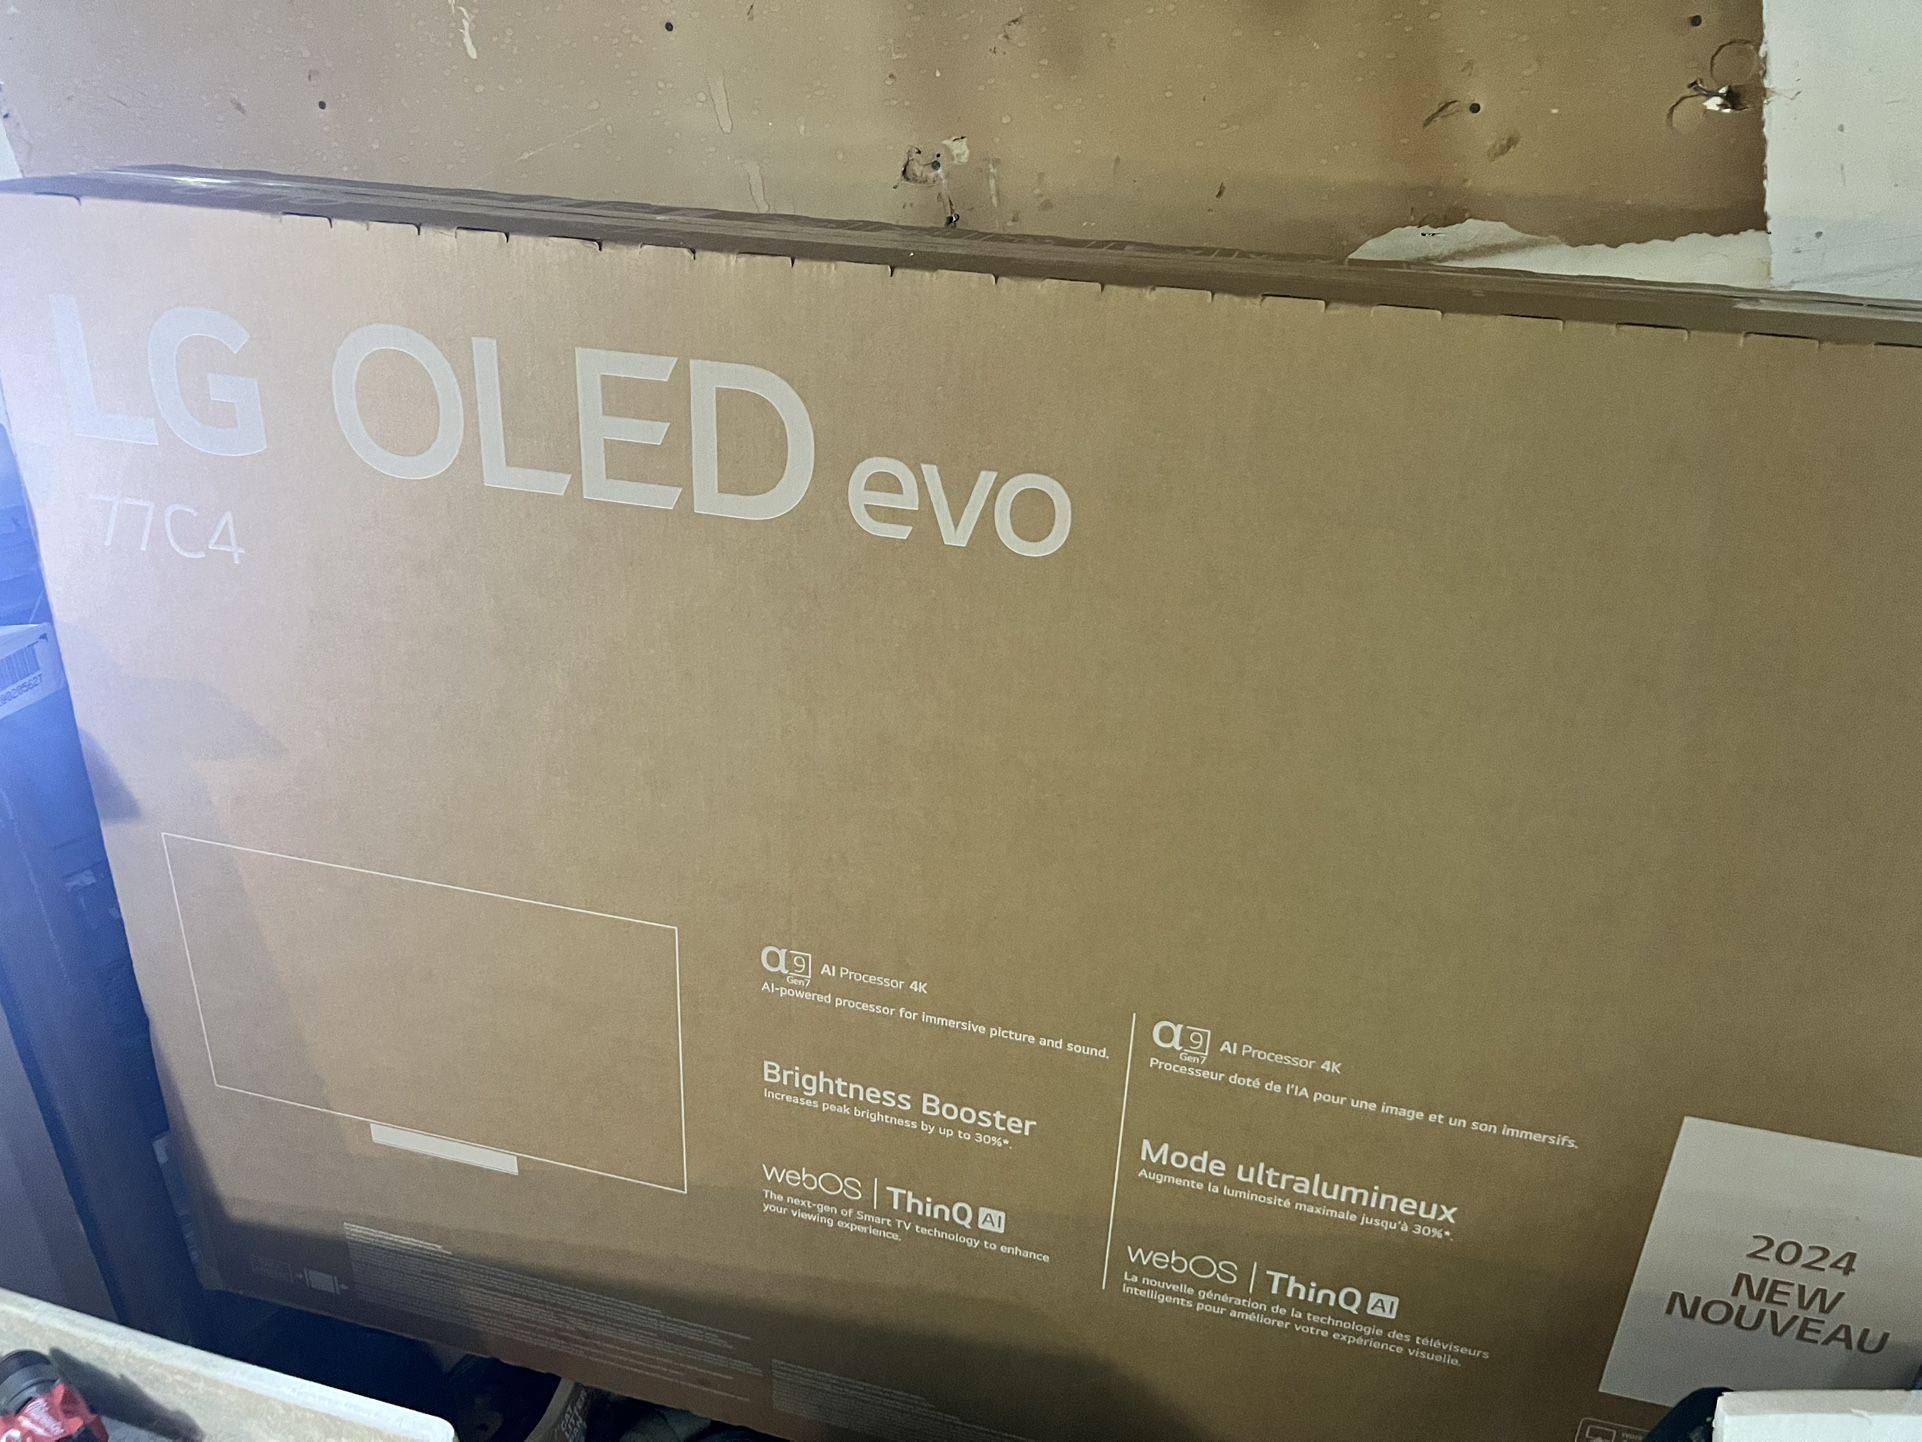 LG OLED evo
77C4
α9 Gen7 AI Processor 4K
AI-powered processor for immersive picture and sound.
Brightness Booster
Increases peak brightness by up to 30%*.
webOS | ThinQ AI
The next-gen of Smart TV technology to enhance
your viewing experience.
α9 Gen7 AI Processor 4K
Processeur doté de l'IA pour une image et un son immersifs.
Mode ultralumineux
Augmente la luminosité maximale jusqu'à 30%*.
webOS | ThinQ AI
La nouvelle génération de la technologie des téléviseurs
intelligents pour améliorer votre expérience visuelle.
2024
NEW
NOUVEAU